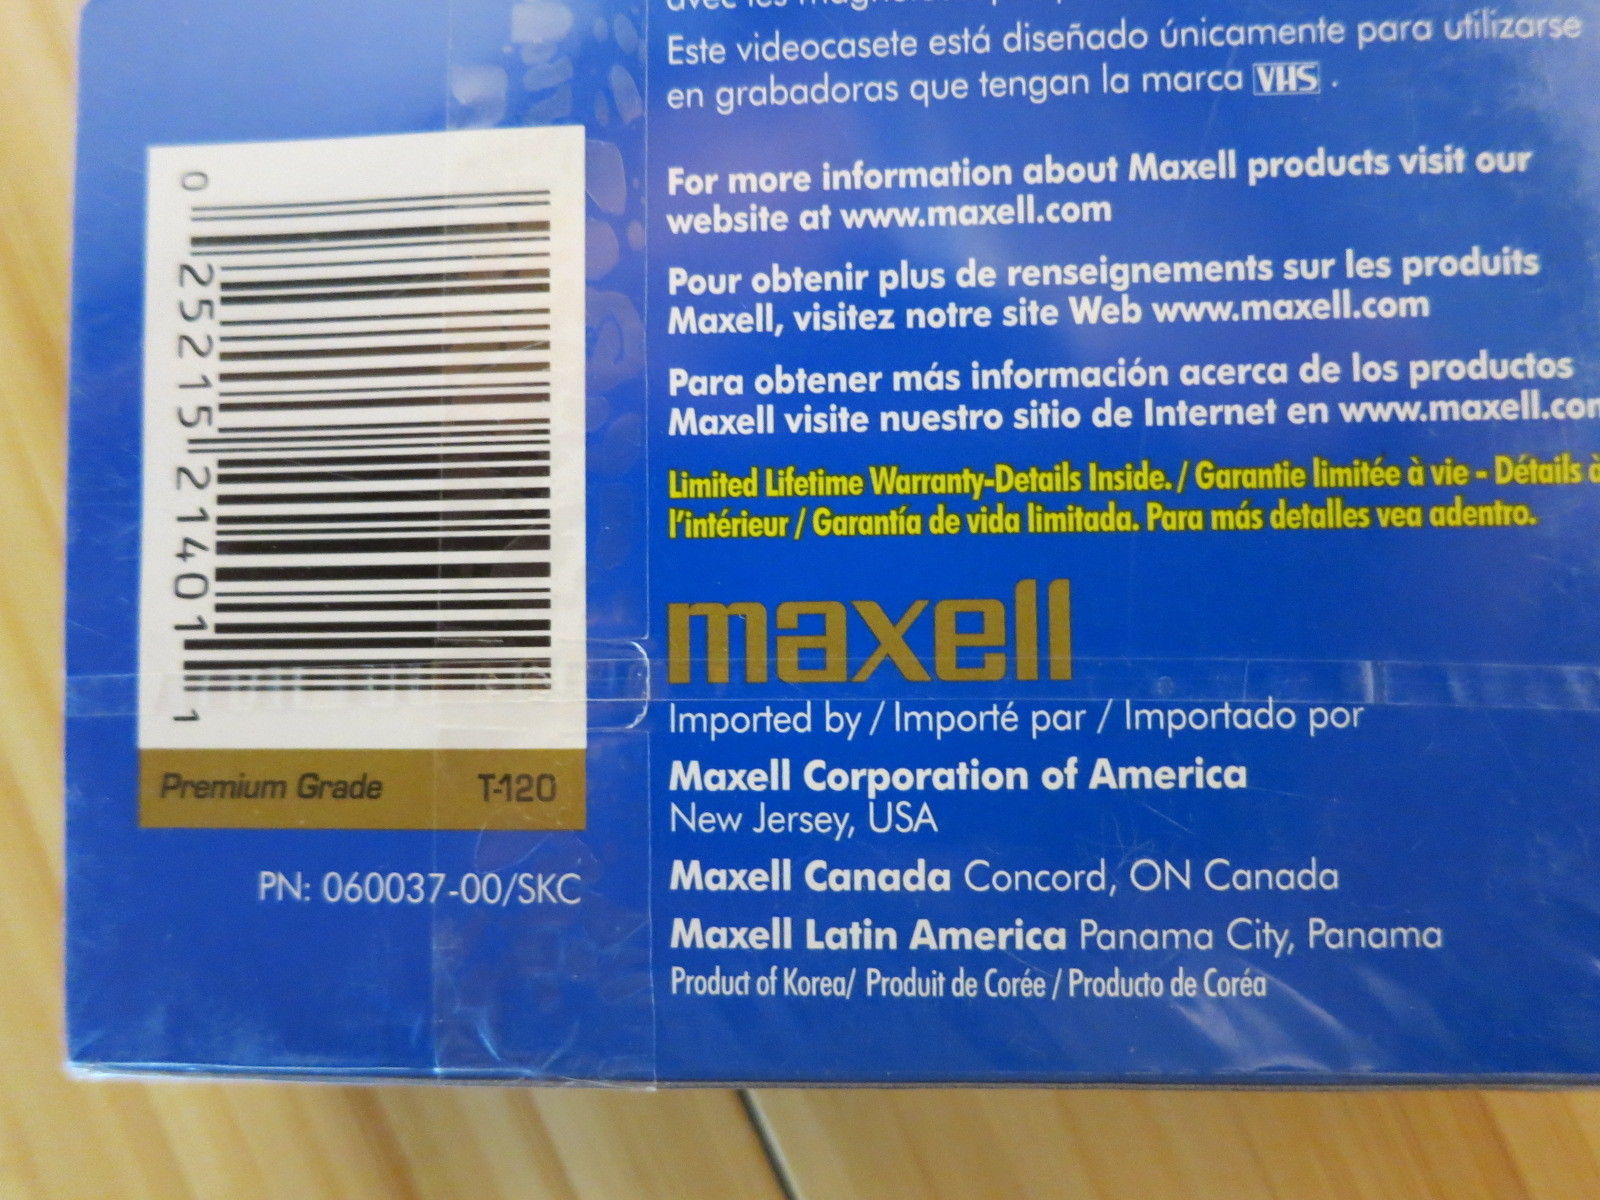 Este videocasete está diseñado únicamente para utilizarse
en grabadoras que tengan la marca VHS .
For more information about Maxell products visit our
website at www.maxell.com
Pour obtenir plus de renseignements sur les produits
Maxell, visitez notre site Web www.maxell.com
Para obtener más información acerca de los productos
Maxell visite nuestro sitio de Internet en www.maxell.com
Limited Lifetime Warranty-Details Inside. / Garantie limitée à vie - Détails à
l'intérieur / Garantía de vida limitada. Para más detalles vea adentro.
maxell
Imported by / Importé par / Importado por
Maxell Corporation of America
New Jersey, USA
Maxell Canada Concord, ON Canada
Maxell Latin America Panama City, Panama
Product of Korea/ Produit de Corée / Producto de Coréa
0 25215 21401 1
Premium Grade T-120
PN: 060037-00/SKC